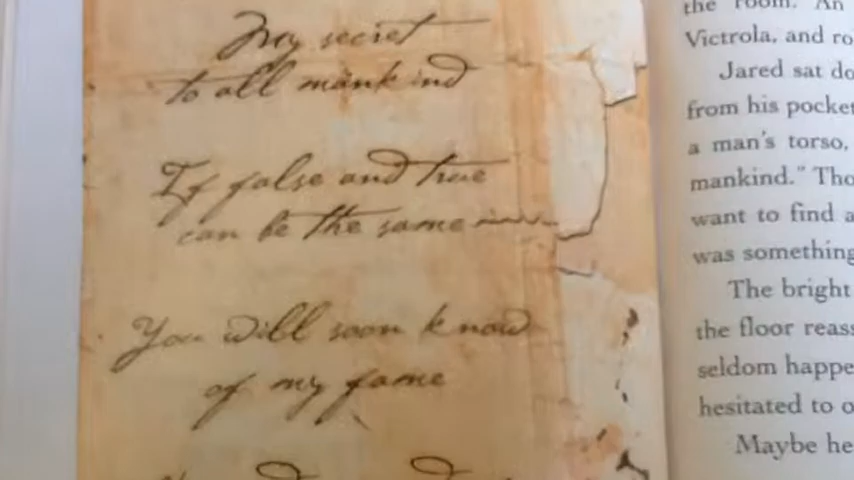 My secret
to all mankind
If false and true
can be the same
You will soon know
of my fame
the room. An
Victrola, and ro
Jared sat do
from his pocket
a man's torso,
mankind." Tho
want to find a
was something
The bright
the floor reass
seldom happe
hesitated to o
Maybe he